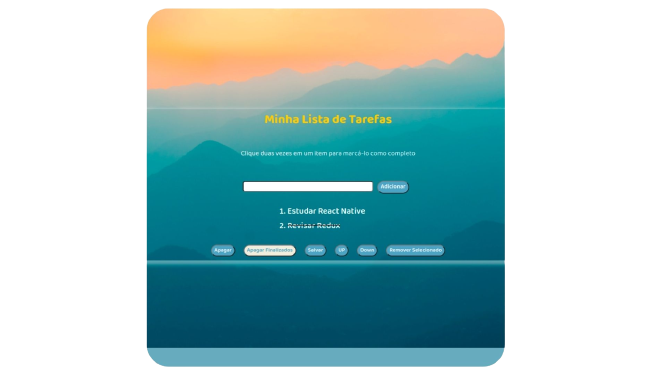 Minha Lista de Tarefas
Clique duas vezes em um item para marcá-lo como completo
Adicionar
1. Estudar React Native
2. Revisar Redux
Apagar Apagar Finalizados Salvar UP Down Remover Selecionado